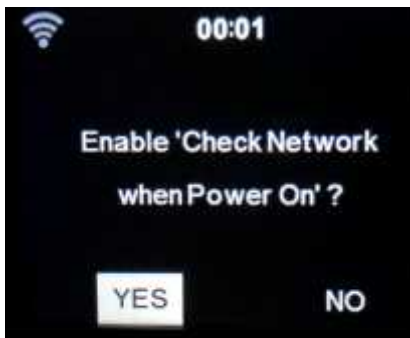 00:01
Enable 'Check Network
when Power On' ?
YES NO